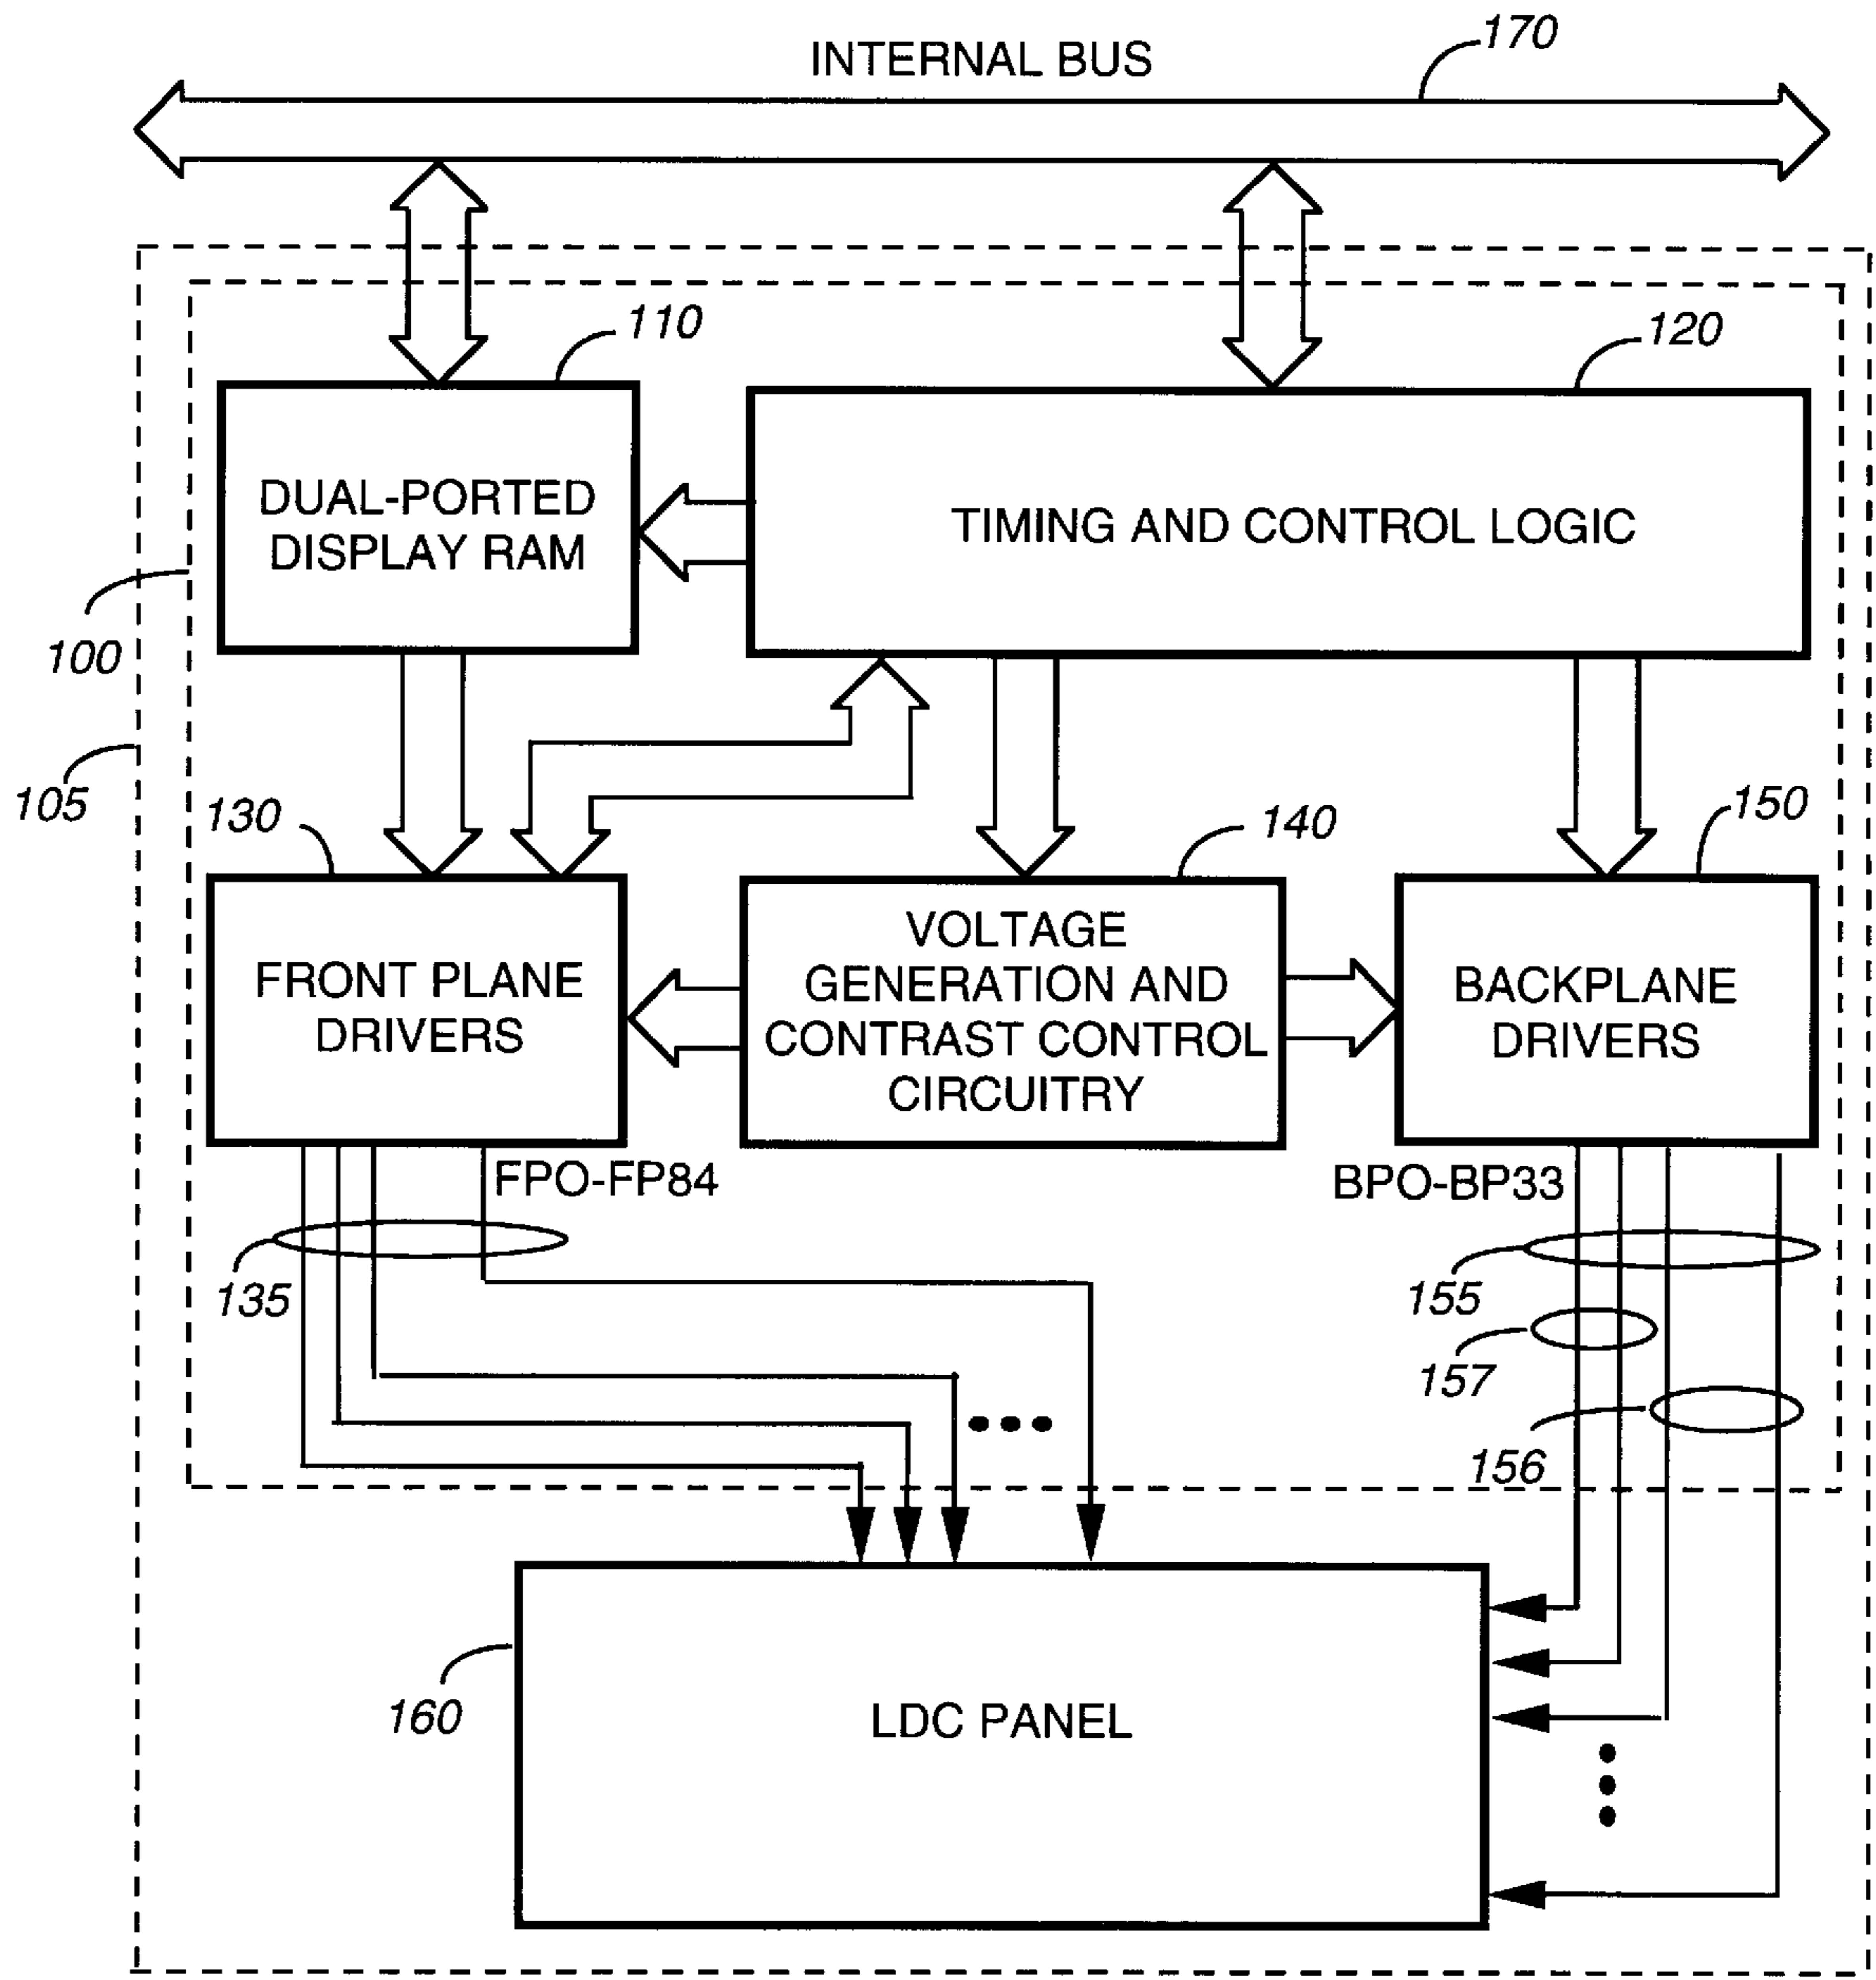 170
INTERNAL BUS
110
120
DUAL-PORTED
DISPLAY RAM
TIMING AND CONTROL LOGIC
100
105
130
140
150
FRONT PLANE
DRIVERS
VOLTAGE
GENERATION AND
CONTRAST CONTROL
CIRCUITRY
BACKPLANE
DRIVERS
FPO-FP84
BPO-BP33
135
155
157
156
160
LDC PANEL